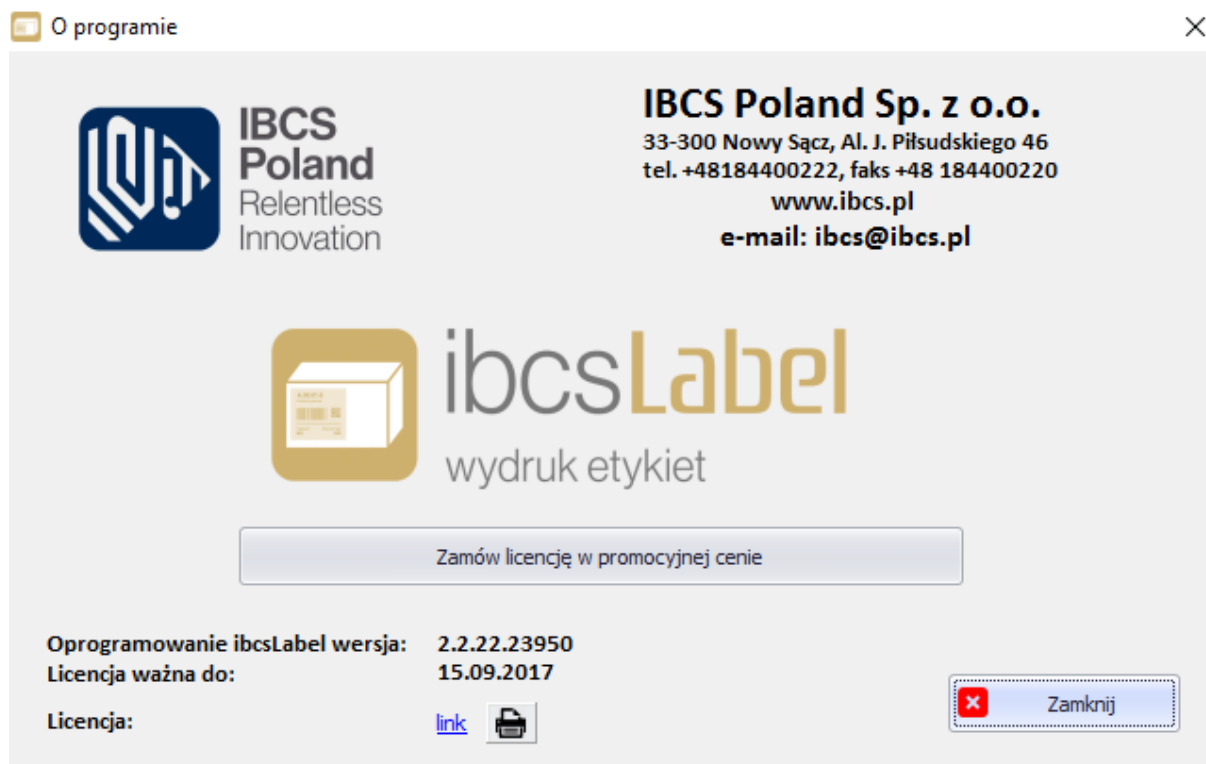 O programie
IBCS
Poland
Relentless
Innovation
IBCS Poland Sp. z o.o.
33-300 Nowy Sącz, Al. J. Piłsudskiego 46
tel. +48184400222, faks +48 184400220
www.ibcs.pl
e-mail: ibcs@ibcs.pl
ibcsLabel
wydruk etykiet
Zamów licencję w promocyjnej cenie
Oprogramowanie ibcsLabel wersja: 2.2.22.23950
Licencja ważna do: 15.09.2017
Licencja: link
Zamknij